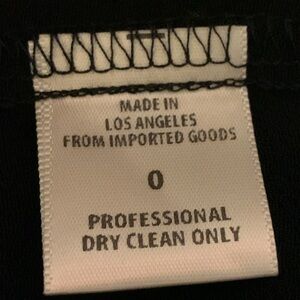 MADE IN
LOS ANGELES
FROM IMPORTED GOODS
0
PROFESSIONAL
DRY CLEAN ONLY